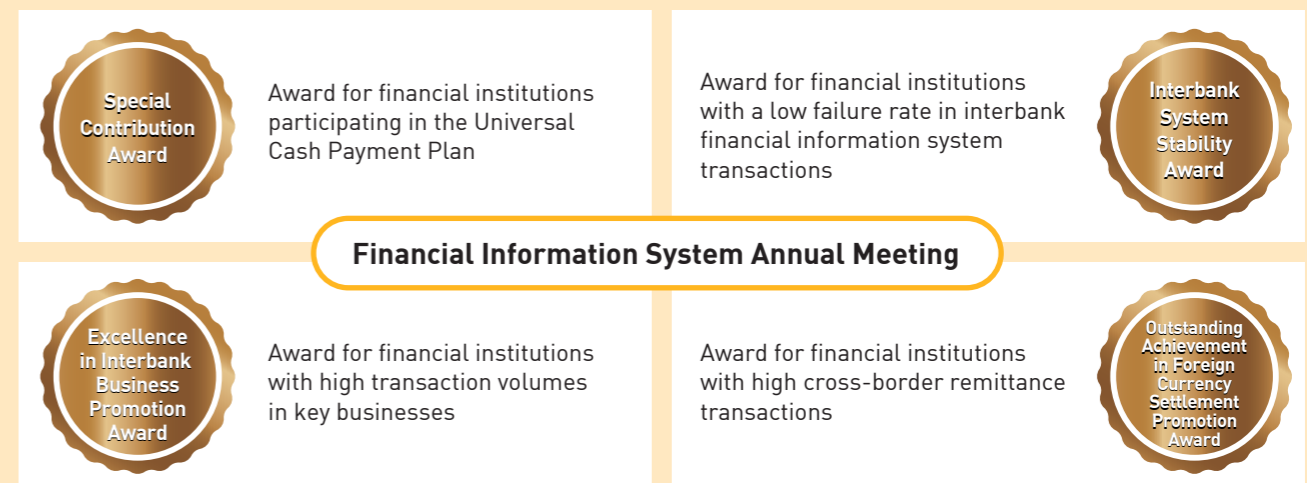 Special
Contribution
Award
Award for financial institutions
participating in the Universal
Cash Payment Plan
Award for financial institutions
with a low failure rate in interbank
financial information system
transactions
Interbank
System
Stability
Award
Financial Information System Annual Meeting
Excellence
in Interbank
Business
Promotion
Award
Award for financial institutions
with high transaction volumes
in key businesses
Award for financial institutions
with high cross-border remittance
transactions
Outstanding
Achievement
in Foreign
Currency
Settlement
Promotion
Award